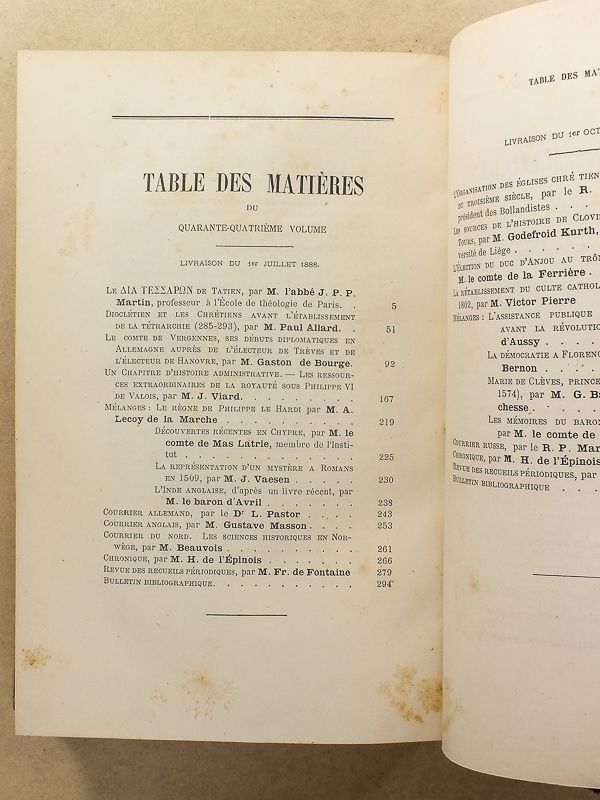 TABLE DES MATIÈRES
DU
QUARANTE-QUATRIÈME VOLUME
LIVRAISON DU 1er JUILLET 1888.
Le ΔΙΑ ΤΕΣΣΑΡΩΝ de Tatien, par M. l'abbé J. P. P.
Martin, professeur à l'École de théologie de Paris. . 5
Dioclétien et les Chrétiens avant l'établissement
de la tétrarchie (285-293), par M. Paul Allard. . 51
Le comte de Vergennes, ses débuts diplomatiques en
Allemagne auprès de l'électeur de Trèves et de
l'électeur de Hanovre, par M. Gaston de Bourge. 92
Un Chapitre d'histoire administrative. — Les ressour-
ces extraordinaires de la royauté sous Philippe VI
de Valois, par M. J. Viard. . . . . . . . . 167
Mélanges : Le règne de Philippe le Hardi par M. A.
Lecoy de la Marche . . . . . . . . . . 219
Découvertes récentes en Chypre, par M. le
comte de Mas Latrie, membre de l'Insti-
tut . . . . . . . . . . . . . 225
La représentation d'un mystère a Romans
en 1509, par M. J. Vaesen . . . . . . 230
L'Inde anglaise, d'après un livre récent, par
M. le baron d'Avril . . . . . . . . 238
Courrier allemand, par le Dr L. Pastor . . . . 243
Courrier anglais, par M. Gustave Masson. . . . 253
Courrier du nord. Les sciences historiques en Nor-
wège, par M. Beauvois . . . . . . . . . . 261
Chronique, par M. H. de l'Épinois . . . . . . 266
Revue des recueils périodiques, par M. Fr. de Fontaine 279
Bulletin bibliographique. . . . . . . . . . . 294
TABLE DES MA
LIVRAISON DU 1er OCT
L'Organisation des églises chré tien
du troisième siècle, par le R.
président des Bollandistes . . . .
Les sources de l'histoire de Clovis
Tours, par M. Godefroid Kurth,
versité de Liège . . . . . . .
L'Élection du duc d'Anjou au trô
M. le comte de la Ferrière .
La rétablissement du culte cathol
1802, par M. Victor Pierre
Mélanges : L'assistance publique
avant la révolutio
d'Aussy . . . .
La démocratie a Florenc
Bernon . . . .
Marie de Clèves, princ
1574), par M. G. B
chesse. . . . .
Les mémoires du baron
par M. le comte de
Courrier russe, par le R. P. Mar
Chronique, par M. H. de l'Épinois
Revue des recueils périodiques, par
Bulletin bibliographique . . .